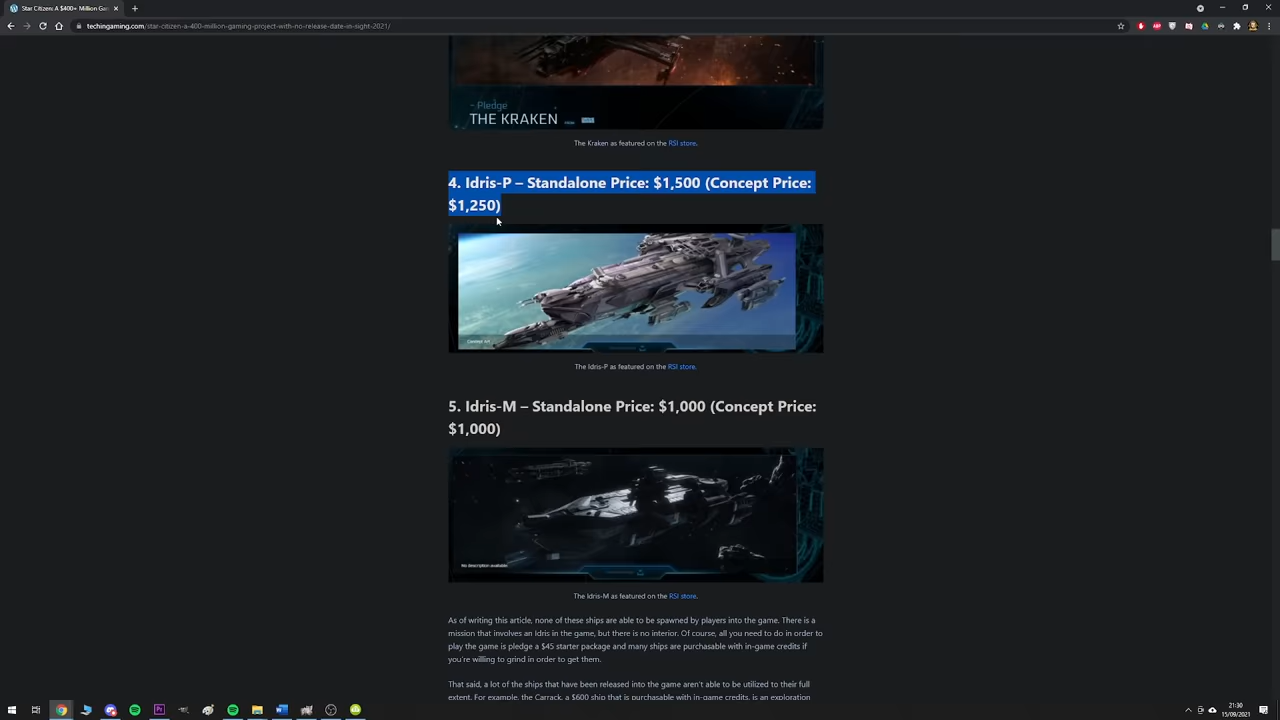 Star Citizen: A $400+ Million Ga
techingaming.com/star-citizen-a-400-million-gaming-project-with-no-release-date-in-sight-2021/
- Pledge
THE KRAKEN
The Kraken as featured on the RSI store.
4. Idris-P – Standalone Price: $1,500 (Concept Price:
$1,250)
Concept Art
The Idris-P as featured on the RSI store.
5. Idris-M – Standalone Price: $1,000 (Concept Price:
$1,000)
No description available
The Idris-M as featured on the RSI store.
As of writing this article, none of these ships are able to be spawned by players into the game. There is a
mission that involves an Idris in the game, but there is no interior. Of course, all you need to do in order to
play the game is pledge a $45 starter package and many ships are purchasable with in-game credits if
you're willing to grind in order to get them.
That said, a lot of the ships that have been released into the game aren't able to be utilized to their full
extent. For example, the Carrack, a $600 ship that is purchasable with in-game credits, is an exploration
21:30
15/09/2021